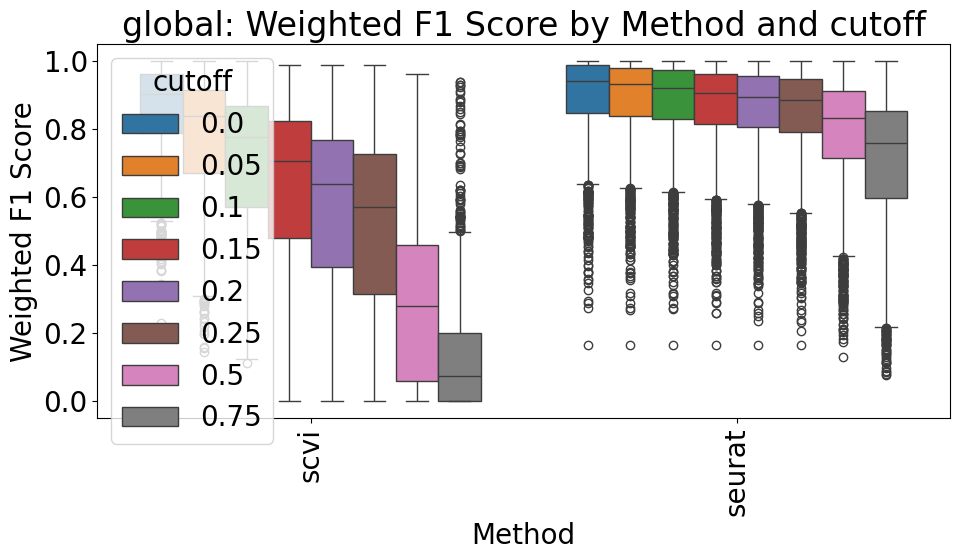 global: Weighted F1 Score by Method and cutoff
Weighted F1 Score
1.0
0.8
0.6
0.4
0.2
0.0
cutoff
0.0
0.05
0.1
0.15
0.2
0.25
0.5
0.75
scvi
seurat
Method